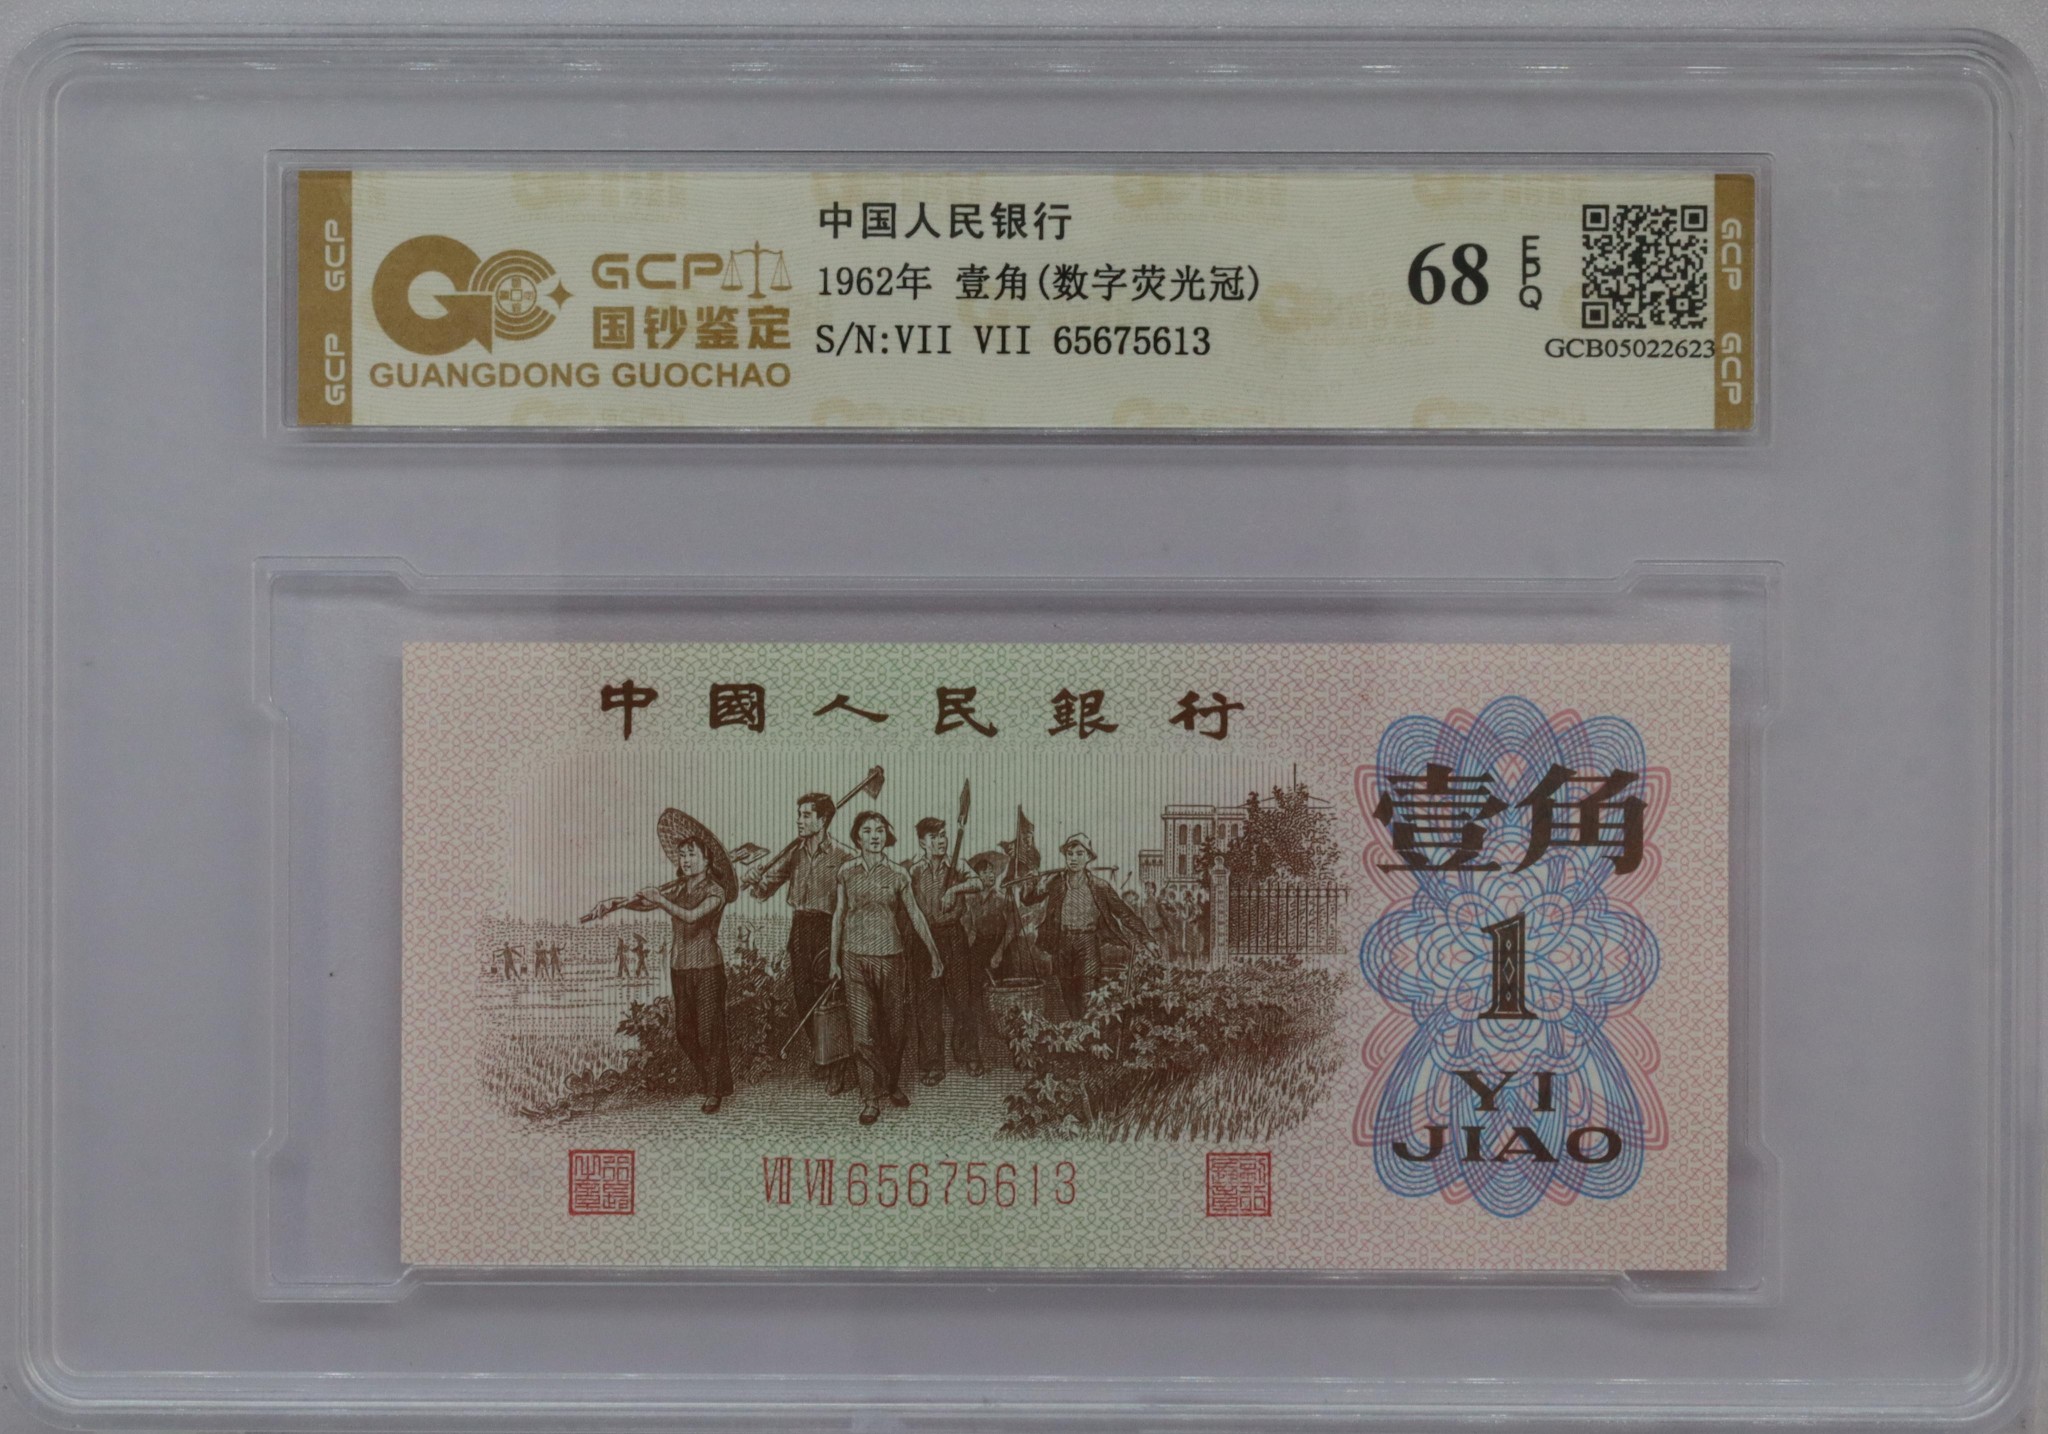 GCP
GCP
GCP
国钞鉴定
GUANGDONG GUOCHAO
中国人民银行
1962年 壹角(数字荧光冠)
S/N:VII VII 65675613
68
EPQ
GCB05022623
GCP
GCP
中國人民銀行
壹角
1
YI
JIAO
VII VII 65675613